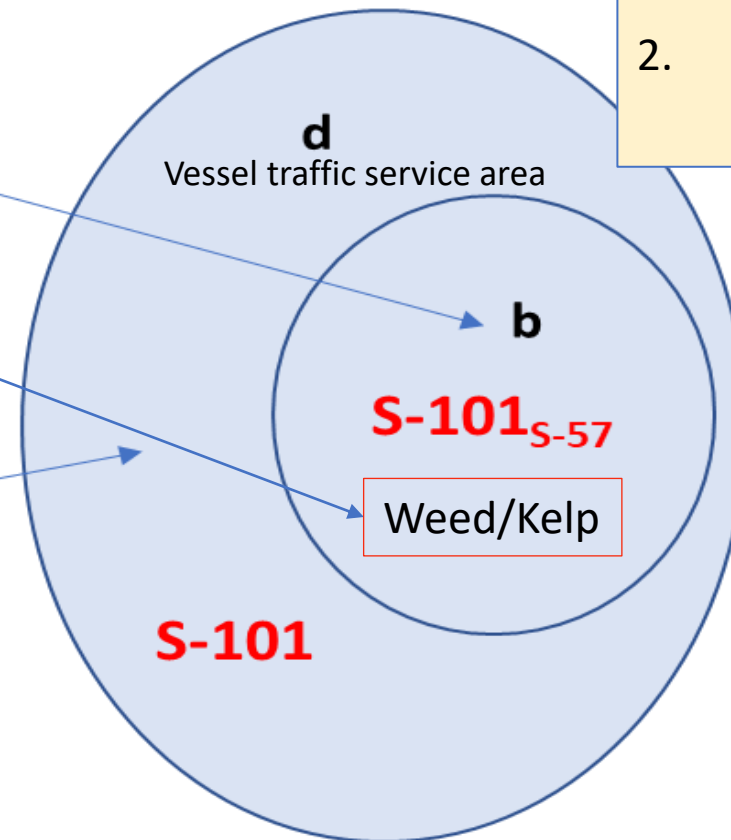 2.
d
Vessel traffic service area
b
S-101S-57
Weed/Kelp
S-101